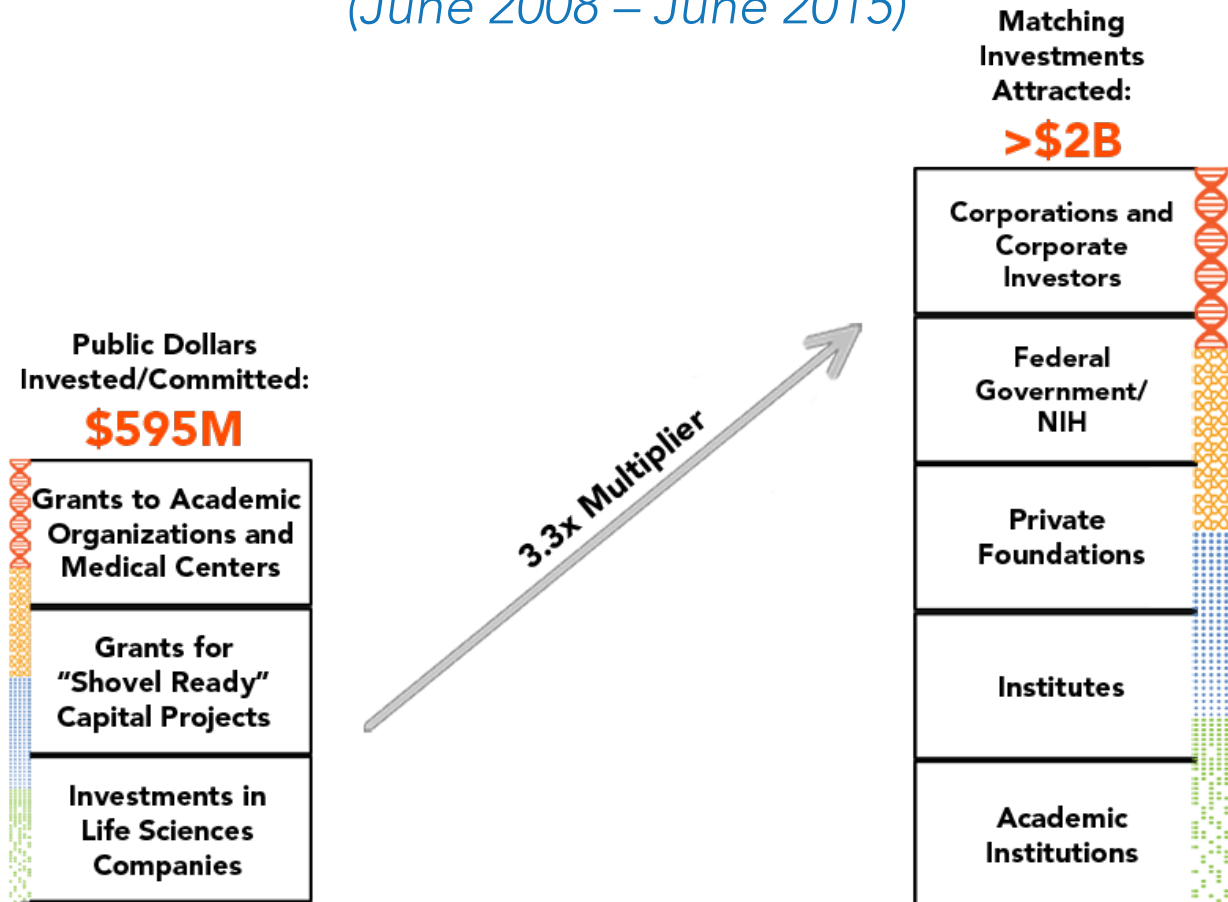 (June 2008 – June 2015)
Matching
Investments
Attracted:
>$2B
Corporations and
Corporate
Investors
Federal
Government/
NIH
Private
Foundations
Institutes
Academic
Institutions
3.3x Multiplier
Public Dollars
Invested/Committed:
$595M
Grants to Academic
Organizations and
Medical Centers
Grants for
“Shovel Ready”
Capital Projects
Investments in
Life Sciences
Companies